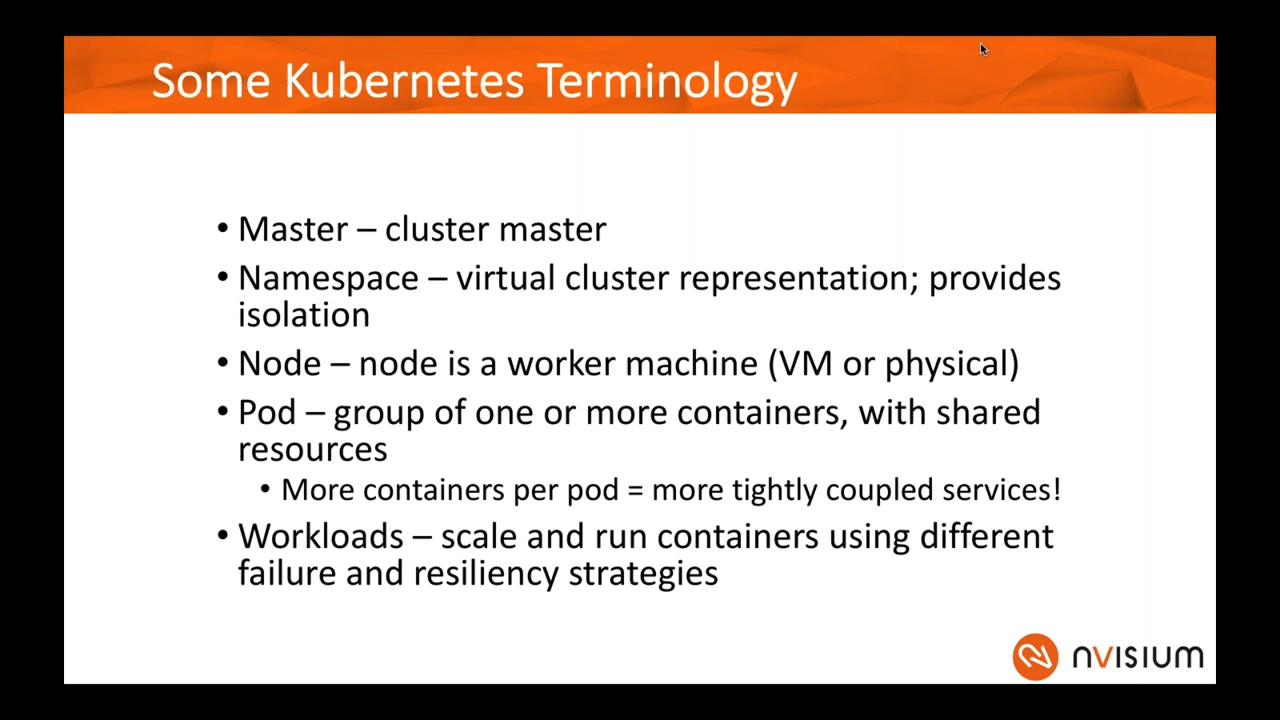 Some Kubernetes Terminology
• Master – cluster master
• Namespace – virtual cluster representation; provides
isolation
• Node – node is a worker machine (VM or physical)
• Pod – group of one or more containers, with shared
resources
• More containers per pod = more tightly coupled services!
• Workloads – scale and run containers using different
failure and resiliency strategies
nVISIUM